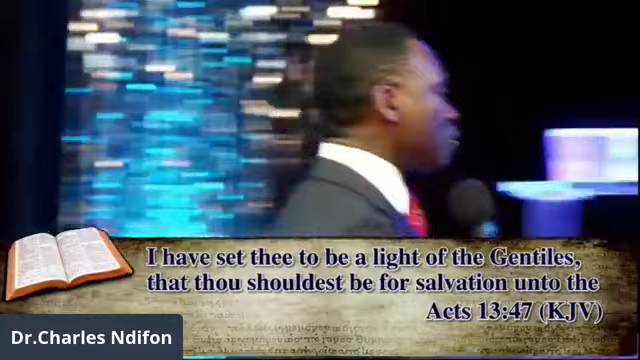 I have set thee to be a light of the Gentiles,
that thou shouldest be for salvation unto the
Acts 13:47 (KJV)
Dr.Charles Ndifon